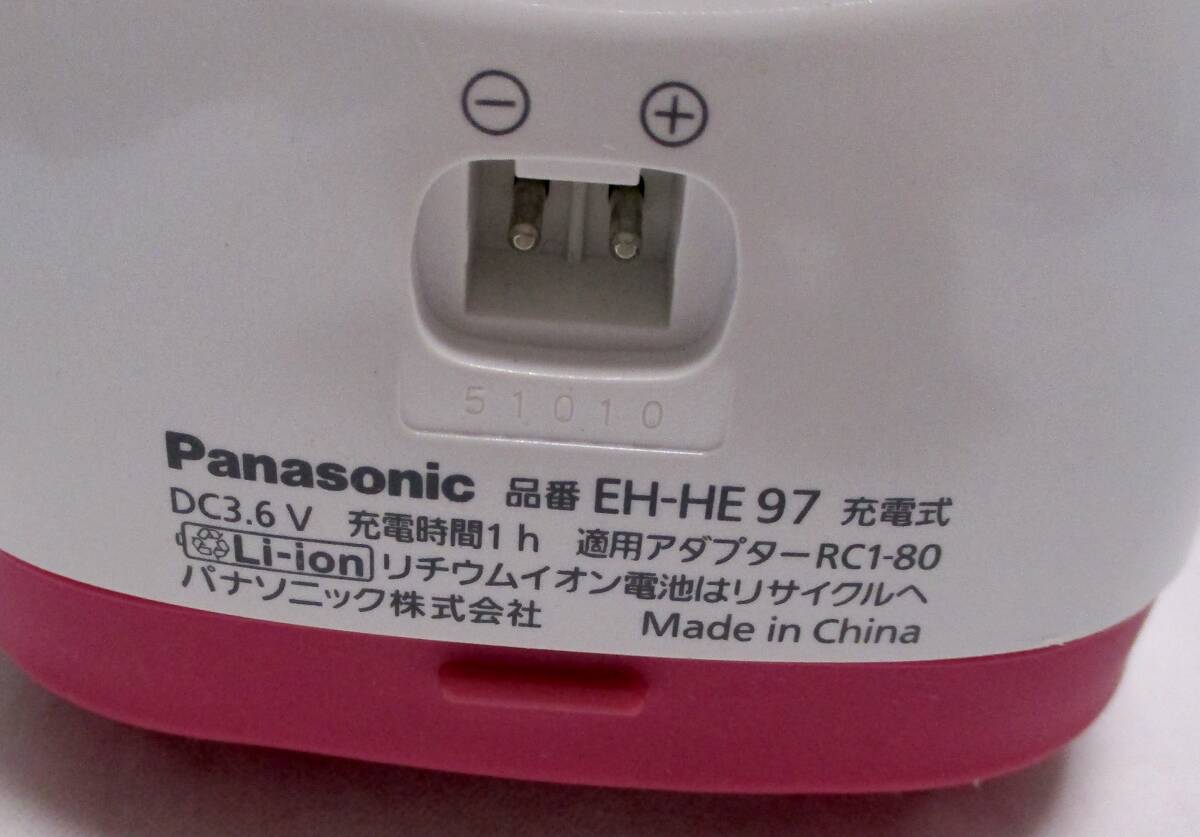 ⊖ ⊕
51010
Panasonic 品番 EH-HE 97 充電式
DC3.6 V 充電時間1 h 適用アダプターRC1-80
Li-ion リチウムイオン電池はリサイクルへ
パナソニック株式会社 Made in China